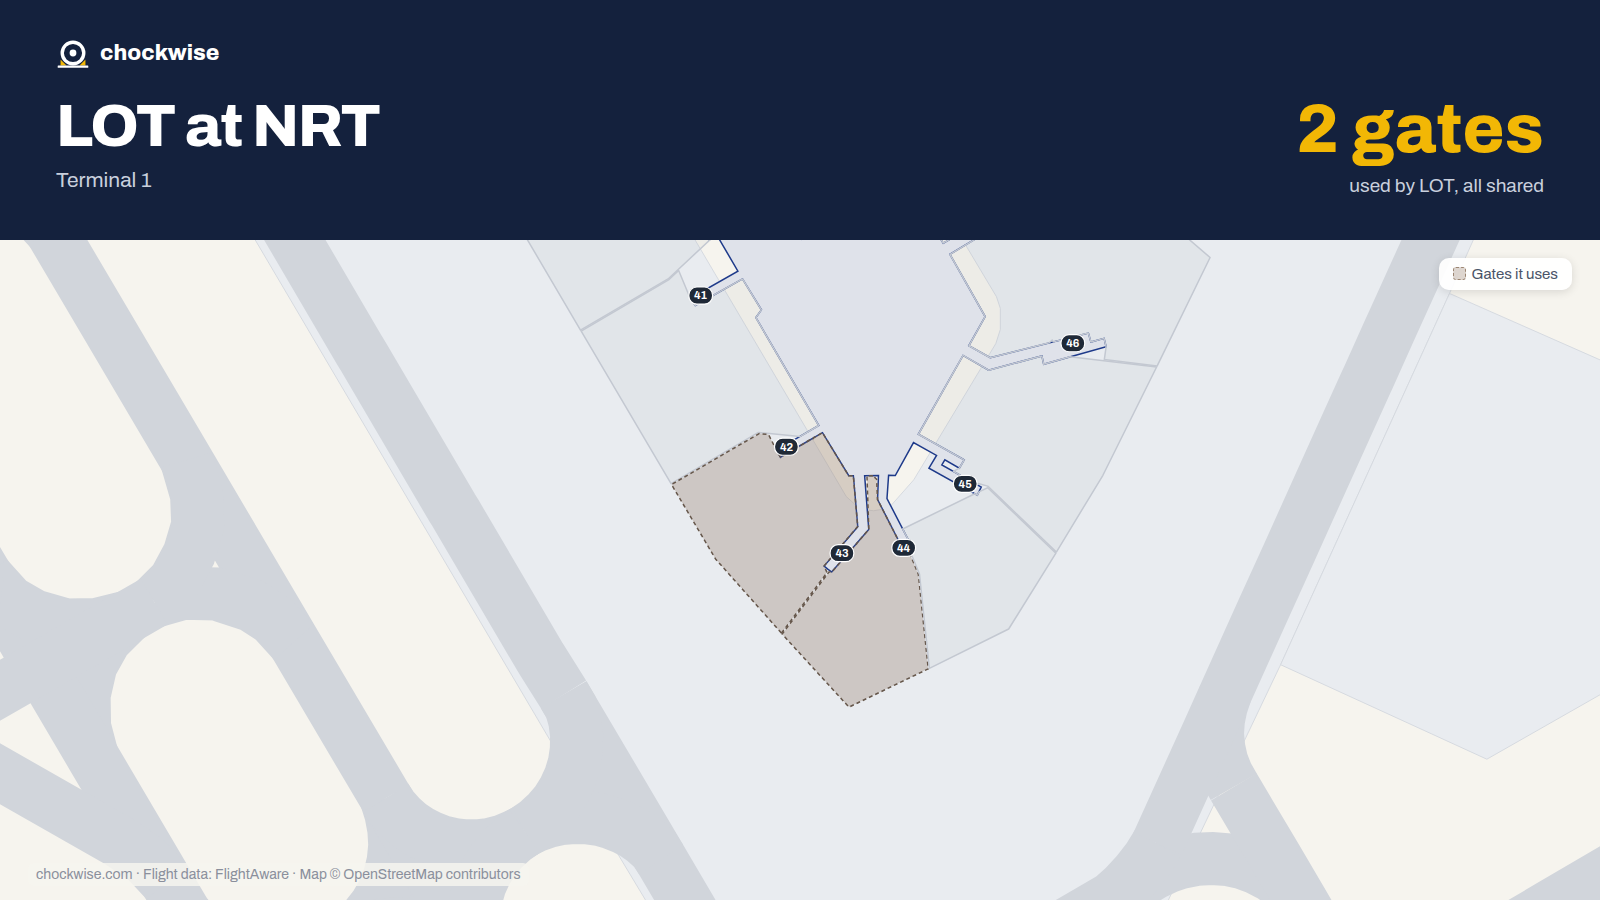 chockwise
LOT at NRT
Terminal 1
2 gates
used by LOT, all shared
Gates it uses
41
46
42
45
43
44
chockwise.com · Flight data: FlightAware · Map © OpenStreetMap contributors